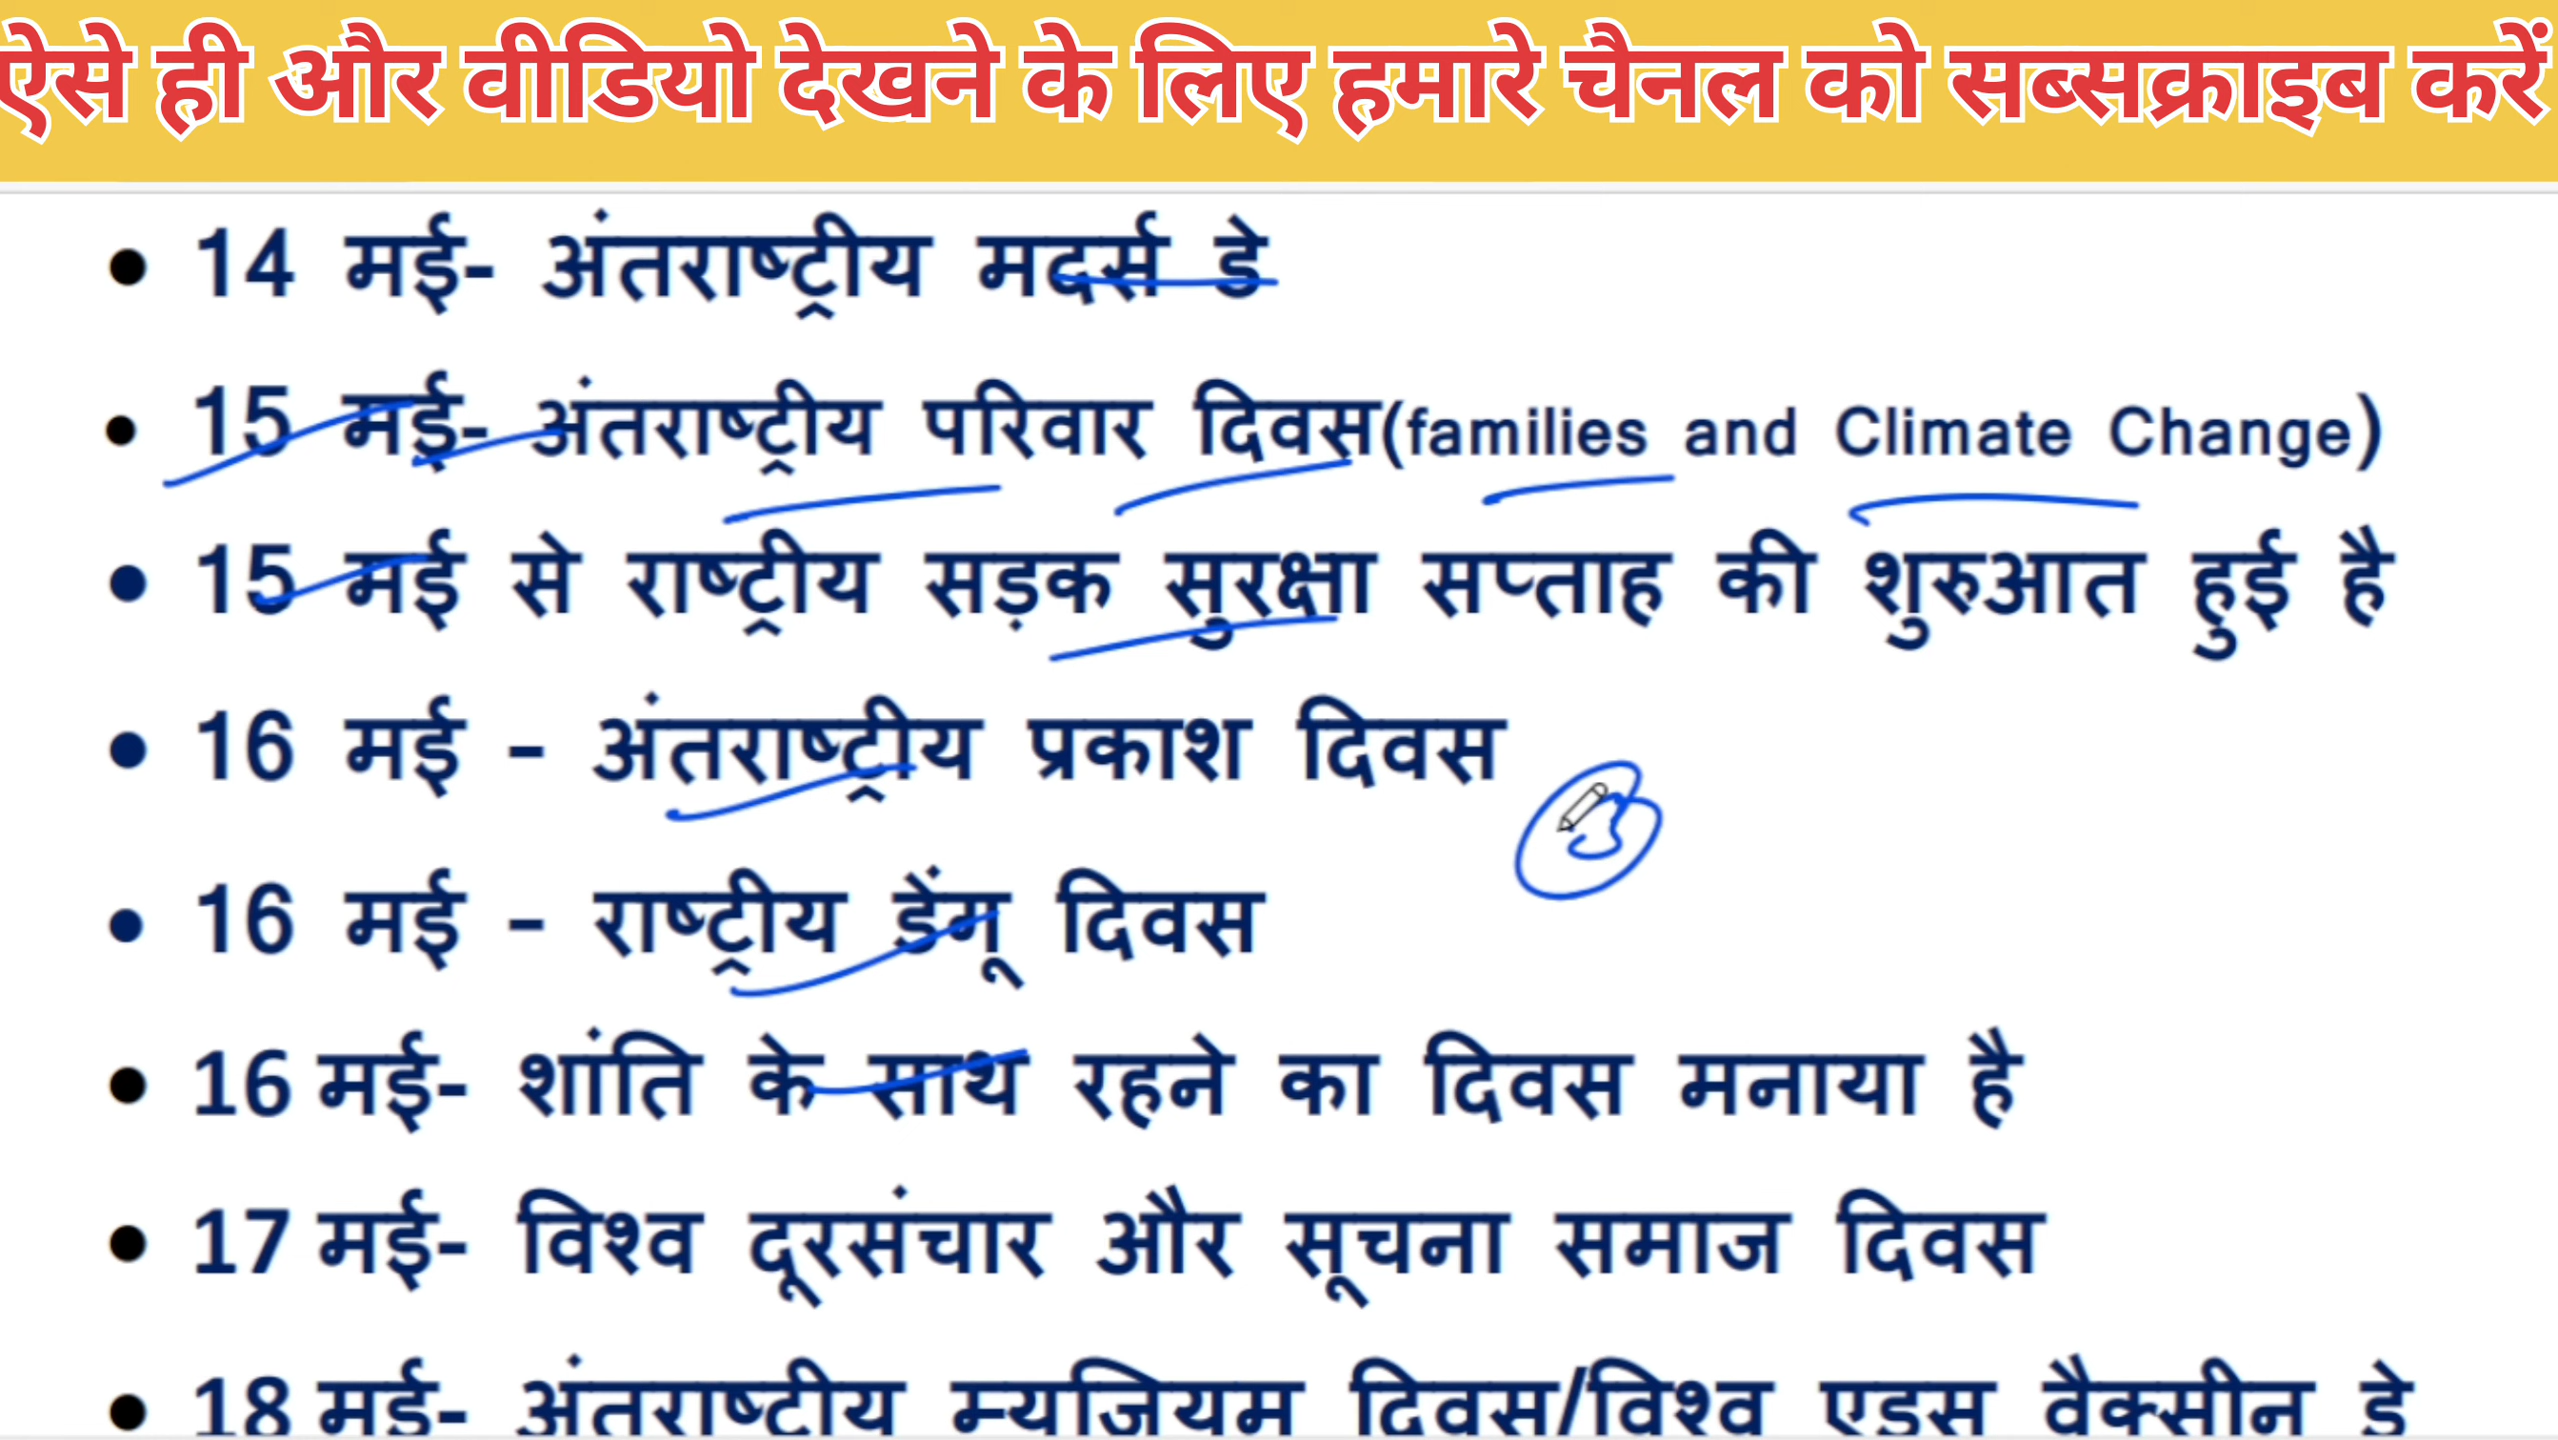 ऐसे ही और वीडियो देखने के लिए हमारे चैनल को सब्सक्राइब करें
• 14 मई- अंतराष्ट्रीय मदर्स डे
• 15 मई- अंतराष्ट्रीय परिवार दिवस(families and Climate Change)
• 15 मई से राष्ट्रीय सड़क सुरक्षा सप्ताह की शुरुआत हुई है
• 16 मई - अंतराष्ट्रीय प्रकाश दिवस
• 16 मई - राष्ट्रीय डेंगू दिवस
• 16 मई- शांति के साथ रहने का दिवस मनाया है
• 17 मई- विश्व दूरसंचार और सूचना समाज दिवस
• 18 मई- अंतराष्ट्रीय म्यूजियम दिवस/विश्व एड्स वैक्सीन डे